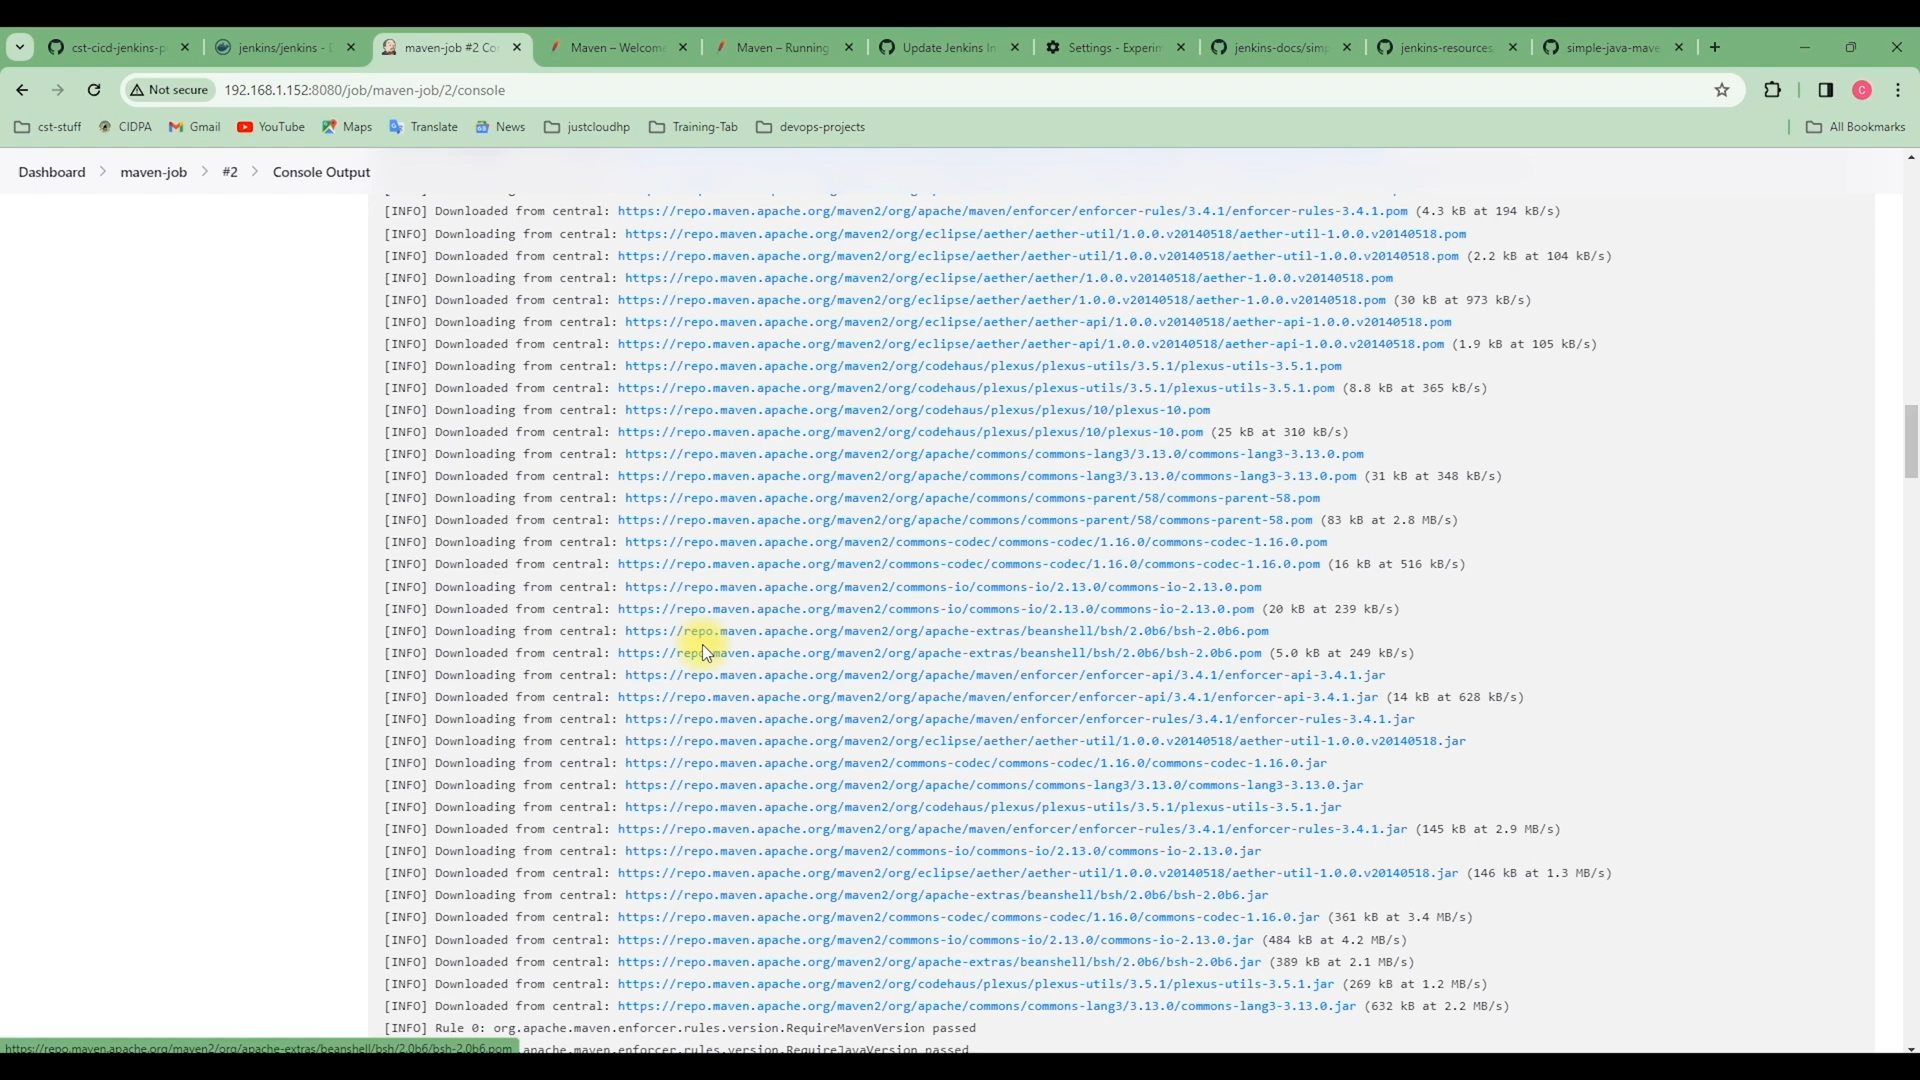 cst-cicd-jenkins-p
jenkins/jenkins - D
maven-job #2 Co
Maven – Welcome
Maven – Running
Update Jenkins In
Settings - Experim
jenkins-docs/simp
jenkins-resources
simple-java-mave
Not secure
192.168.1.152:8080/job/maven-job/2/console
C
cst-stuff
CIDPA
Gmail
YouTube
Maps
Translate
News
justcloudhp
Training-Tab
devops-projects
All Bookmarks
Dashboard > maven-job > #2 > Console Output
[INFO] Downloaded from central: https://repo.maven.apache.org/maven2/org/apache/maven/enforcer/enforcer-rules/3.4.1/enforcer-rules-3.4.1.pom (4.3 kB at 194 kB/s)
[INFO] Downloading from central: https://repo.maven.apache.org/maven2/org/eclipse/aether/aether-util/1.0.0.v20140518/aether-util-1.0.0.v20140518.pom
[INFO] Downloaded from central: https://repo.maven.apache.org/maven2/org/eclipse/aether/aether-util/1.0.0.v20140518/aether-util-1.0.0.v20140518.pom (2.2 kB at 104 kB/s)
[INFO] Downloading from central: https://repo.maven.apache.org/maven2/org/eclipse/aether/aether/1.0.0.v20140518/aether-1.0.0.v20140518.pom
[INFO] Downloaded from central: https://repo.maven.apache.org/maven2/org/eclipse/aether/aether/1.0.0.v20140518/aether-1.0.0.v20140518.pom (30 kB at 973 kB/s)
[INFO] Downloading from central: https://repo.maven.apache.org/maven2/org/eclipse/aether/aether-api/1.0.0.v20140518/aether-api-1.0.0.v20140518.pom
[INFO] Downloaded from central: https://repo.maven.apache.org/maven2/org/eclipse/aether/aether-api/1.0.0.v20140518/aether-api-1.0.0.v20140518.pom (1.9 kB at 105 kB/s)
[INFO] Downloading from central: https://repo.maven.apache.org/maven2/org/codehaus/plexus/plexus-utils/3.5.1/plexus-utils-3.5.1.pom
[INFO] Downloaded from central: https://repo.maven.apache.org/maven2/org/codehaus/plexus/plexus-utils/3.5.1/plexus-utils-3.5.1.pom (8.8 kB at 365 kB/s)
[INFO] Downloading from central: https://repo.maven.apache.org/maven2/org/codehaus/plexus/plexus/10/plexus-10.pom
[INFO] Downloaded from central: https://repo.maven.apache.org/maven2/org/codehaus/plexus/plexus/10/plexus-10.pom (25 kB at 310 kB/s)
[INFO] Downloading from central: https://repo.maven.apache.org/maven2/org/apache/commons/commons-lang3/3.13.0/commons-lang3-3.13.0.pom
[INFO] Downloaded from central: https://repo.maven.apache.org/maven2/org/apache/commons/commons-lang3/3.13.0/commons-lang3-3.13.0.pom (31 kB at 348 kB/s)
[INFO] Downloading from central: https://repo.maven.apache.org/maven2/org/apache/commons/commons-parent/58/commons-parent-58.pom
[INFO] Downloaded from central: https://repo.maven.apache.org/maven2/org/apache/commons/commons-parent/58/commons-parent-58.pom (83 kB at 2.8 MB/s)
[INFO] Downloading from central: https://repo.maven.apache.org/maven2/commons-codec/commons-codec/1.16.0/commons-codec-1.16.0.pom
[INFO] Downloaded from central: https://repo.maven.apache.org/maven2/commons-codec/commons-codec/1.16.0/commons-codec-1.16.0.pom (16 kB at 516 kB/s)
[INFO] Downloading from central: https://repo.maven.apache.org/maven2/commons-io/commons-io/2.13.0/commons-io-2.13.0.pom
[INFO] Downloaded from central: https://repo.maven.apache.org/maven2/commons-io/commons-io/2.13.0/commons-io-2.13.0.pom (20 kB at 239 kB/s)
[INFO] Downloading from central: https://repo.maven.apache.org/maven2/org/apache-extras/beanshell/bsh/2.0b6/bsh-2.0b6.pom
[INFO] Downloaded from central: https://repo.maven.apache.org/maven2/org/apache-extras/beanshell/bsh/2.0b6/bsh-2.0b6.pom (5.0 kB at 249 kB/s)
[INFO] Downloading from central: https://repo.maven.apache.org/maven2/org/apache/maven/enforcer/enforcer-api/3.4.1/enforcer-api-3.4.1.jar
[INFO] Downloaded from central: https://repo.maven.apache.org/maven2/org/apache/maven/enforcer/enforcer-api/3.4.1/enforcer-api-3.4.1.jar (14 kB at 628 kB/s)
[INFO] Downloading from central: https://repo.maven.apache.org/maven2/org/apache/maven/enforcer/enforcer-rules/3.4.1/enforcer-rules-3.4.1.jar
[INFO] Downloading from central: https://repo.maven.apache.org/maven2/org/eclipse/aether/aether-util/1.0.0.v20140518/aether-util-1.0.0.v20140518.jar
[INFO] Downloading from central: https://repo.maven.apache.org/maven2/commons-codec/commons-codec/1.16.0/commons-codec-1.16.0.jar
[INFO] Downloading from central: https://repo.maven.apache.org/maven2/org/apache/commons/commons-lang3/3.13.0/commons-lang3-3.13.0.jar
[INFO] Downloading from central: https://repo.maven.apache.org/maven2/org/codehaus/plexus/plexus-utils/3.5.1/plexus-utils-3.5.1.jar
[INFO] Downloaded from central: https://repo.maven.apache.org/maven2/org/apache/maven/enforcer/enforcer-rules/3.4.1/enforcer-rules-3.4.1.jar (145 kB at 2.9 MB/s)
[INFO] Downloading from central: https://repo.maven.apache.org/maven2/commons-io/commons-io/2.13.0/commons-io-2.13.0.jar
[INFO] Downloaded from central: https://repo.maven.apache.org/maven2/org/eclipse/aether/aether-util/1.0.0.v20140518/aether-util-1.0.0.v20140518.jar (146 kB at 1.3 MB/s)
[INFO] Downloading from central: https://repo.maven.apache.org/maven2/org/apache-extras/beanshell/bsh/2.0b6/bsh-2.0b6.jar
[INFO] Downloaded from central: https://repo.maven.apache.org/maven2/commons-codec/commons-codec/1.16.0/commons-codec-1.16.0.jar (361 kB at 3.4 MB/s)
[INFO] Downloaded from central: https://repo.maven.apache.org/maven2/commons-io/commons-io/2.13.0/commons-io-2.13.0.jar (484 kB at 4.2 MB/s)
[INFO] Downloaded from central: https://repo.maven.apache.org/maven2/org/apache-extras/beanshell/bsh/2.0b6/bsh-2.0b6.jar (389 kB at 2.1 MB/s)
[INFO] Downloaded from central: https://repo.maven.apache.org/maven2/org/codehaus/plexus/plexus-utils/3.5.1/plexus-utils-3.5.1.jar (269 kB at 1.2 MB/s)
[INFO] Downloaded from central: https://repo.maven.apache.org/maven2/org/apache/commons/commons-lang3/3.13.0/commons-lang3-3.13.0.jar (632 kB at 2.2 MB/s)
[INFO] Rule 0: org.apache.maven.enforcer.rules.version.RequireMavenVersion passed
https://repo.maven.apache.org/maven2/org/apache-extras/beanshell/bsh/2.0b6/bsh-2.0b6.pom
apache.maven.enforcer.rules.version.RequireJavaVersion passed